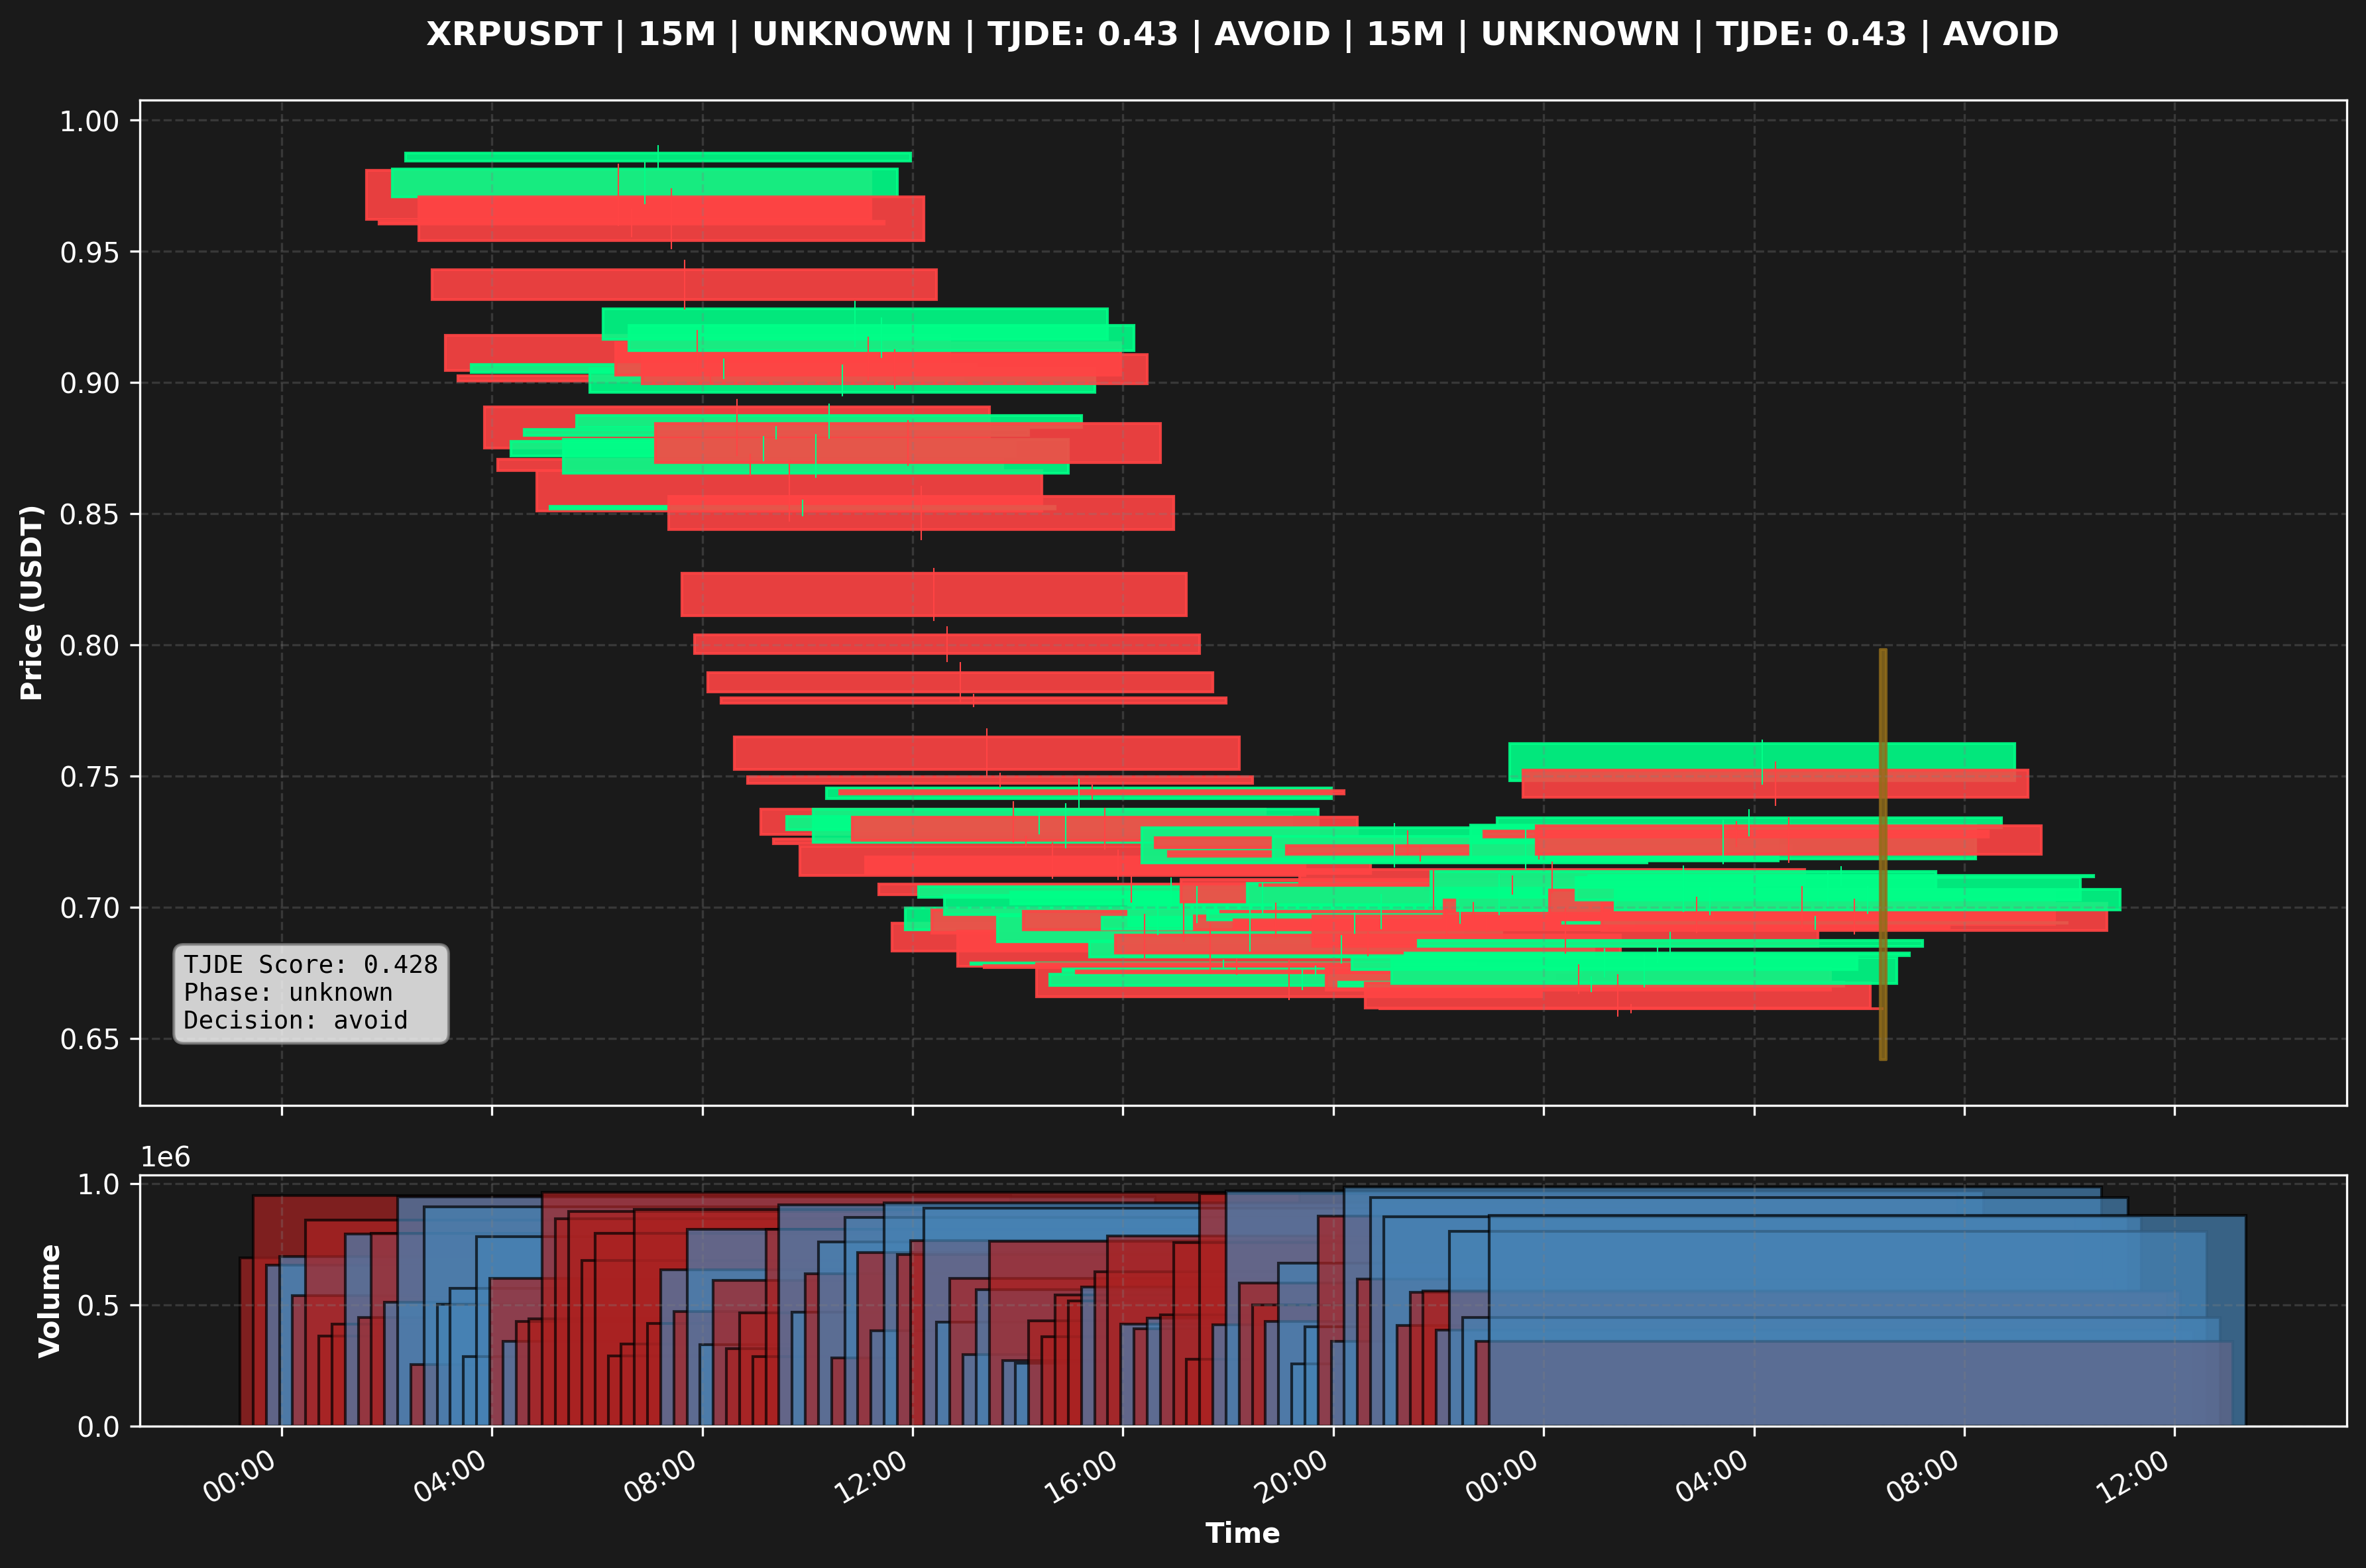 XRPUSDT | 15M | UNKNOWN | TJDE: 0.43 | AVOID | 15M | UNKNOWN | TJDE: 0.43 | AVOID
1.00
0.95
0.90
0.85
0.80
0.75
0.70
0.65
Price (USDT)
TJDE Score: 0.428
Phase: unknown
Decision: avoid
1e6
1.0
0.5
0.0
Volume
00:00 04:00 08:00 12:00 16:00 20:00 00:00 04:00 08:00 12:00
Time